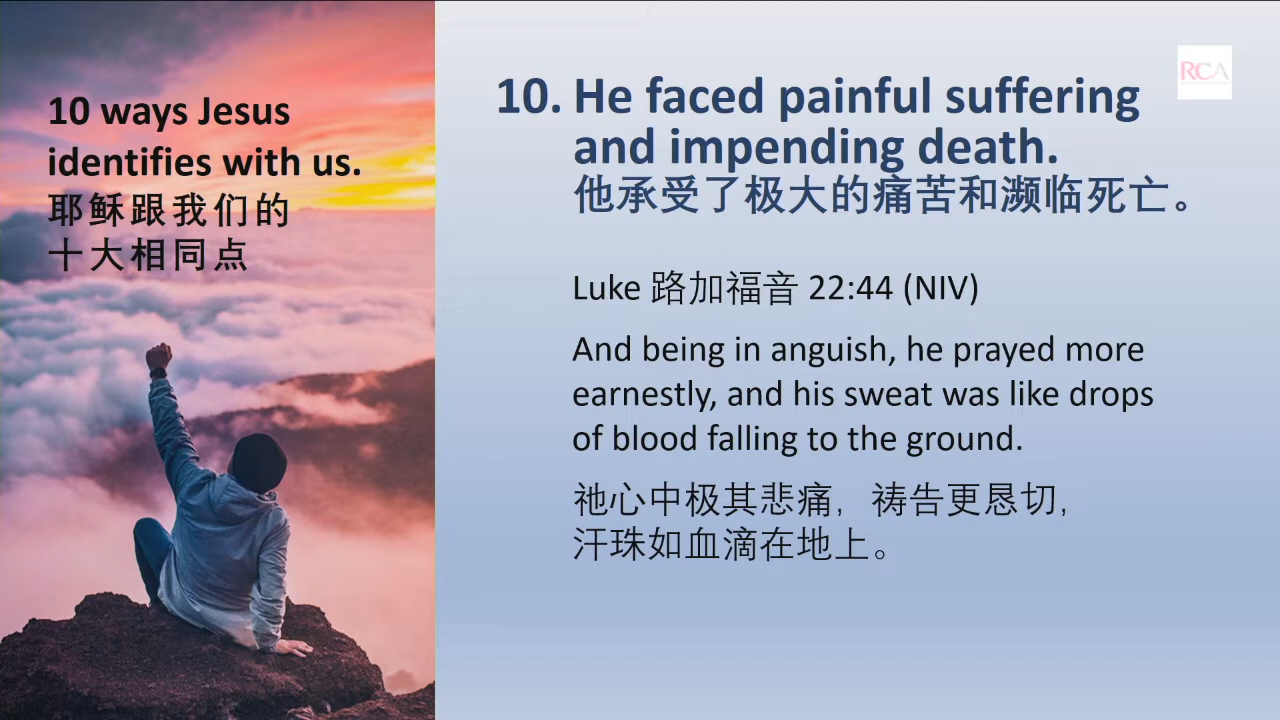 10 ways Jesus
identifies with us.
耶稣跟我们的
十大相同点
RCA
10. He faced painful suffering
and impending death.
他承受了极大的痛苦和濒临死亡。
Luke 路加福音 22:44 (NIV)
And being in anguish, he prayed more
earnestly, and his sweat was like drops
of blood falling to the ground.
祂心中极其悲痛，祷告更恳切，
汗珠如血滴在地上。